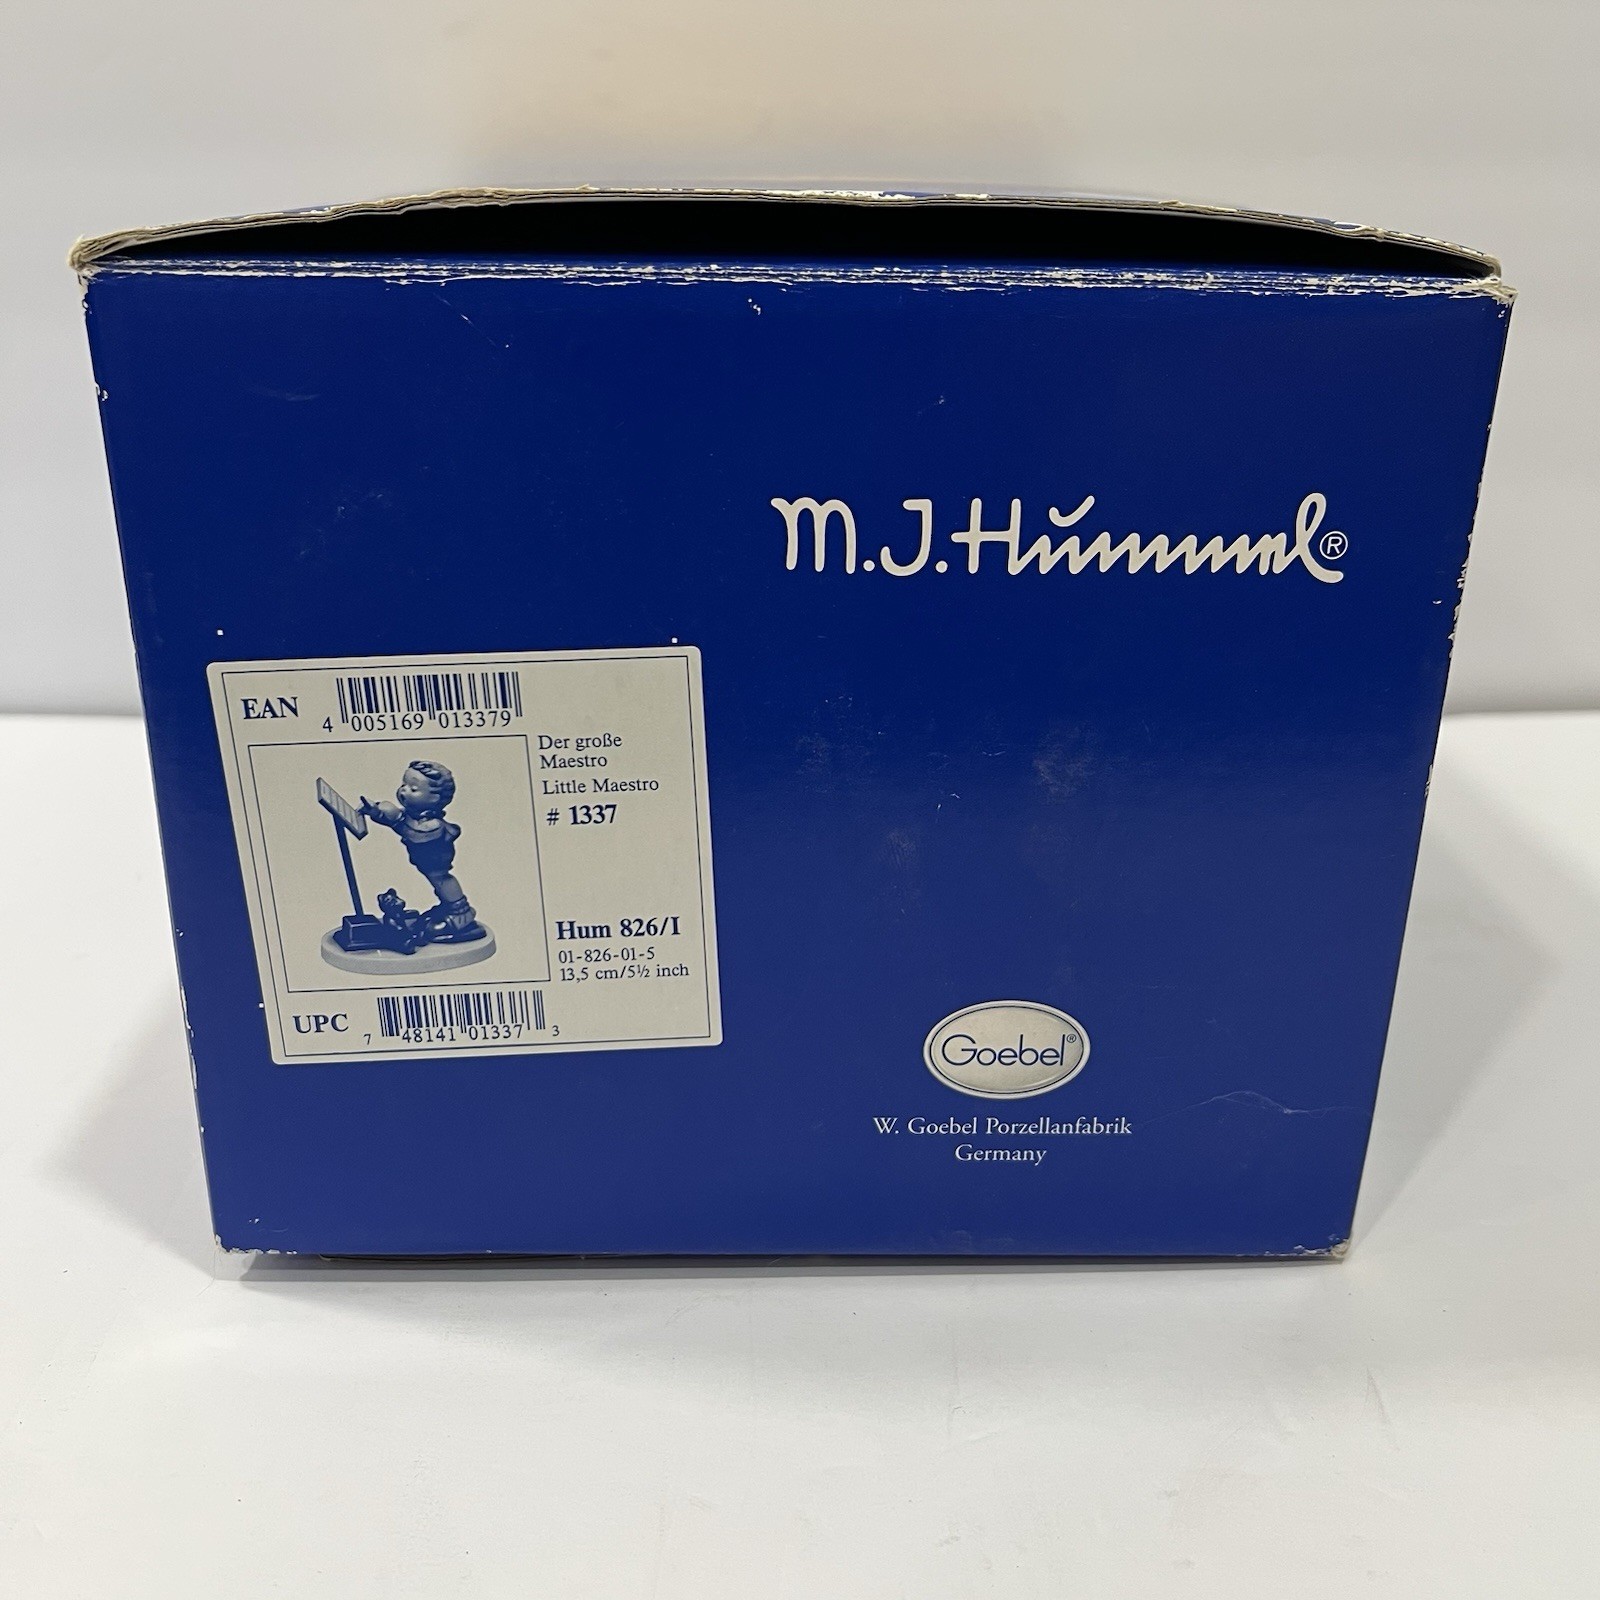 M.J.Hummel®
EAN
4 005169 013379
Der große
Maestro
Little Maestro
# 1337
Hum 826/I
01-826-01-5
13,5 cm/5½ inch
UPC
7 48141 01337 3
Goebel®
W. Goebel Porzellanfabrik
Germany